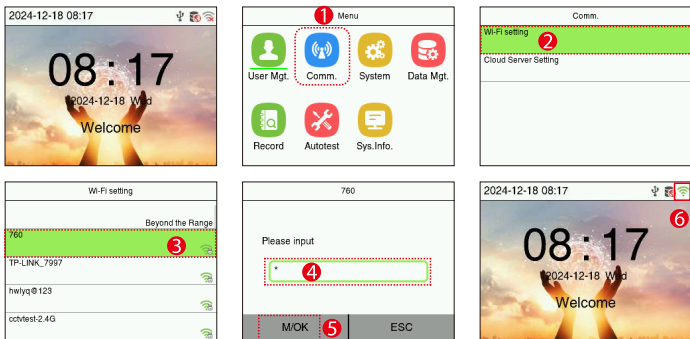 2024-12-18 08:17
08:17
2024-12-18 Wed
Welcome
1 Menu
User Mgt. Comm. System Data Mgt.
Record Autotest Sys.Info.
Comm.
Wi-Fi setting
2
Cloud Server Setting
Wi-Fi setting
Beyond the Range
760
3
TP-LINK_7997
hwlyq@123
cctvtest-2.4G
760
Please input
* 4
M/OK 5 ESC
2024-12-18 08:17
6
08:17
2024-12-18 Wed
Welcome